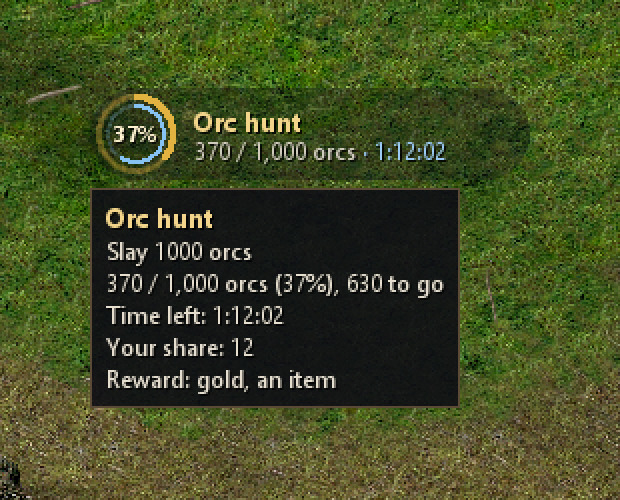 37%
Orc hunt
370 / 1,000 orcs · 1:12:02
Orc hunt
Slay 1000 orcs
370 / 1,000 orcs (37%), 630 to go
Time left: 1:12:02
Your share: 12
Reward: gold, an item